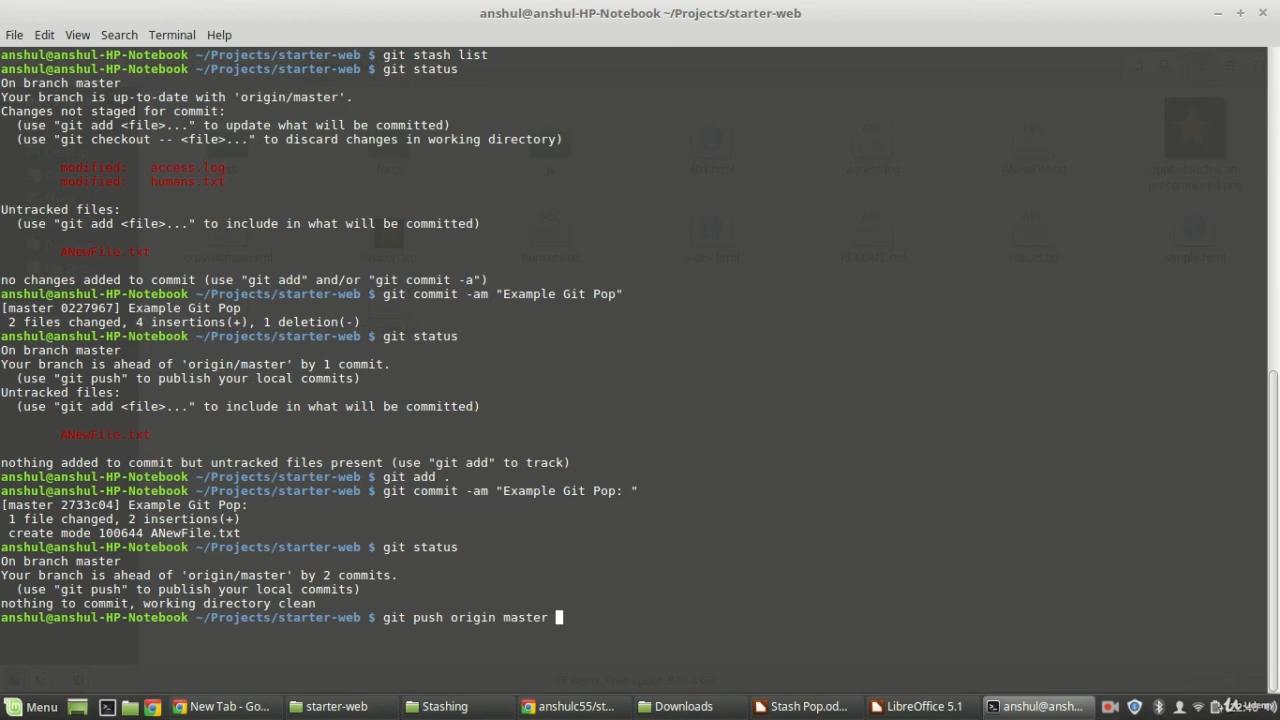 anshul@anshul-HP-Notebook ~/Projects/starter-web
File Edit View Search Terminal Help
anshul@anshul-HP-Notebook ~/Projects/starter-web $ git stash list
anshul@anshul-HP-Notebook ~/Projects/starter-web $ git status
On branch master
Your branch is up-to-date with 'origin/master'.
Changes not staged for commit:
(use "git add <file>..." to update what will be committed)
(use "git checkout -- <file>..." to discard changes in working directory)
modified: access.log
modified: humans.txt
Untracked files:
(use "git add <file>..." to include in what will be committed)
ANewFile.txt
no changes added to commit (use "git add" and/or "git commit -a")
anshul@anshul-HP-Notebook ~/Projects/starter-web $ git commit -am "Example Git Pop"
[master 0227967] Example Git Pop
2 files changed, 4 insertions(+), 1 deletion(-)
anshul@anshul-HP-Notebook ~/Projects/starter-web $ git status
On branch master
Your branch is ahead of 'origin/master' by 1 commit.
(use "git push" to publish your local commits)
Untracked files:
(use "git add <file>..." to include in what will be committed)
ANewFile.txt
nothing added to commit but untracked files present (use "git add" to track)
anshul@anshul-HP-Notebook ~/Projects/starter-web $ git add .
anshul@anshul-HP-Notebook ~/Projects/starter-web $ git commit -am "Example Git Pop: "
[master 2733c04] Example Git Pop:
1 file changed, 2 insertions(+)
create mode 100644 ANewFile.txt
anshul@anshul-HP-Notebook ~/Projects/starter-web $ git status
On branch master
Your branch is ahead of 'origin/master' by 2 commits.
(use "git push" to publish your local commits)
nothing to commit, working directory clean
anshul@anshul-HP-Notebook ~/Projects/starter-web $ git push origin master
Menu New Tab - Go... starter-web Stashing anshulc55/st... Downloads Stash Pop.od... LibreOffice 5.1 anshul@ansh...